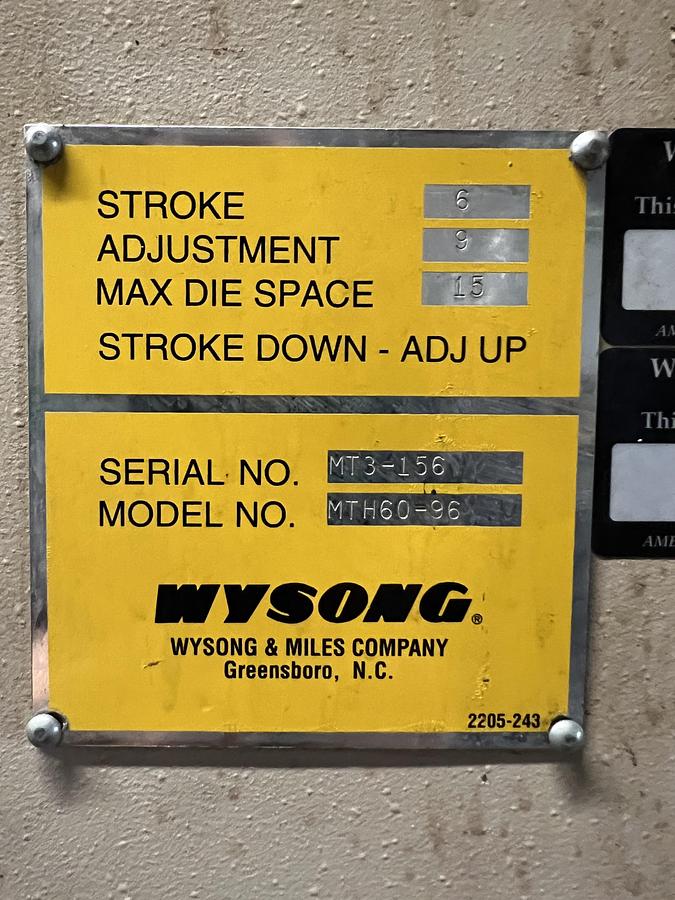 STROKE 6
ADJUSTMENT 9
MAX DIE SPACE 15
STROKE DOWN - ADJ UP
SERIAL NO. MT3-156
MODEL NO. MTH60-96
WYSONG®
WYSONG & MILES COMPANY
Greensboro, N.C.
2205-243
This